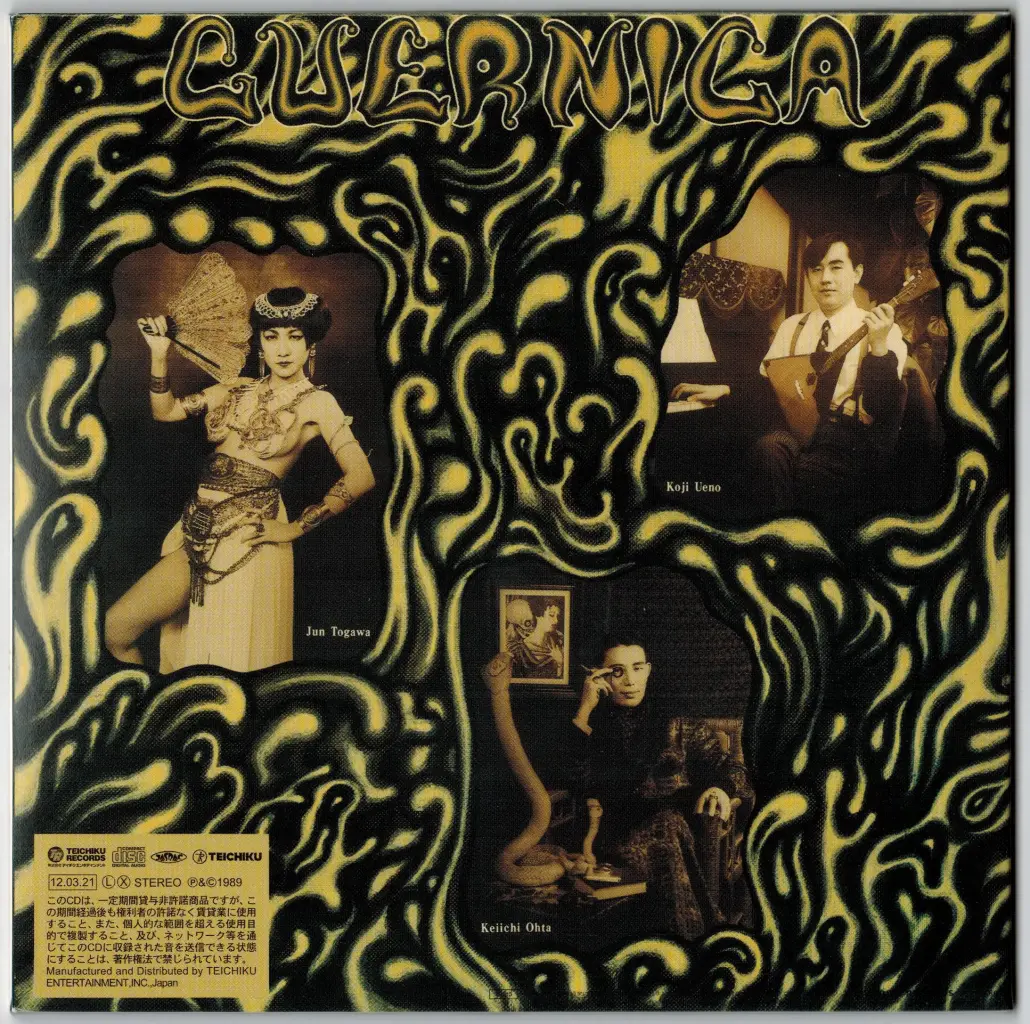 GUERNICA
Koji Ueno
Jun Togawa
Keiichi Ohta
TEICHIKU RECORDS
COMPACT disc DIGITAL AUDIO
TEICHIKU
12.03.21 Ⓛ Ⓧ STEREO ℗&©1989
このCDは、一定期間貸与非許諾商品ですが、こ
の期間経過後も権利者の許諾なく賃貸業に使用
すること、また、個人的な範囲を超える使用目
的で複製すること、及び、ネットワーク等を通
じてこのCDに収録された音を送信できる状態
にすることは、著作権法で禁じられています。
Manufactured and Distributed by TEICHIKU
ENTERTAINMENT,INC.,Japan